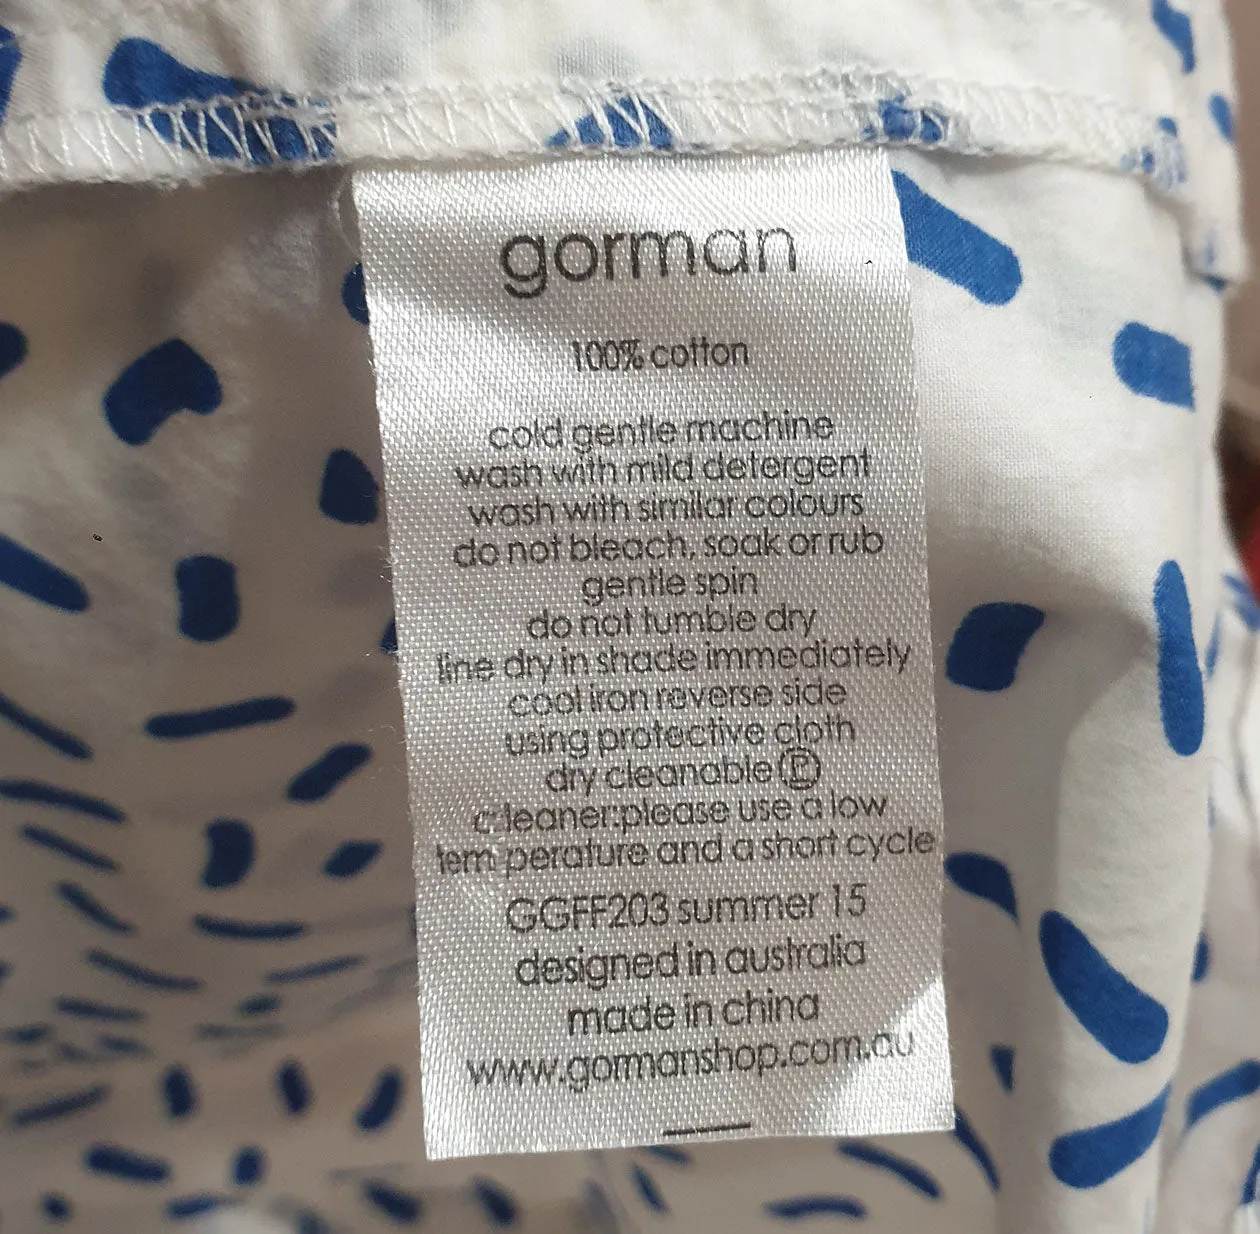 gorman
100% cotton
cold gentle machine
wash with mild detergent
wash with similar colours
do not bleach, soak or rub
gentle spin
do not tumble dry
line dry in shade immediately
cool iron reverse side
using protective cloth
dry cleanable Ⓟ
cleaner:please use a low
temperature and a short cycle
GGFF203 summer 15
designed in australia
made in china
www.gormanshop.com.au